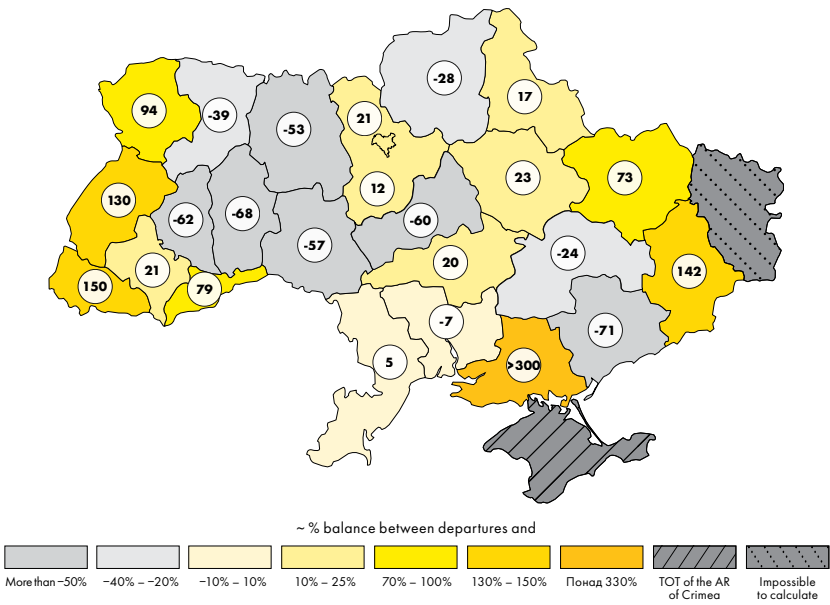 -28
94
-39
21
17
-53
12
23
73
130
-62
-68
-60
-57
-24
21
20
142
150
79
-7
-71
5
>300
~ % balance between departures and
More than −50%
−40% – −20%
−10% – 10%
10% – 25%
70% – 100%
130% – 150%
Понад 330%
TOT of the AR
of Crimea
Impossible
to calculate